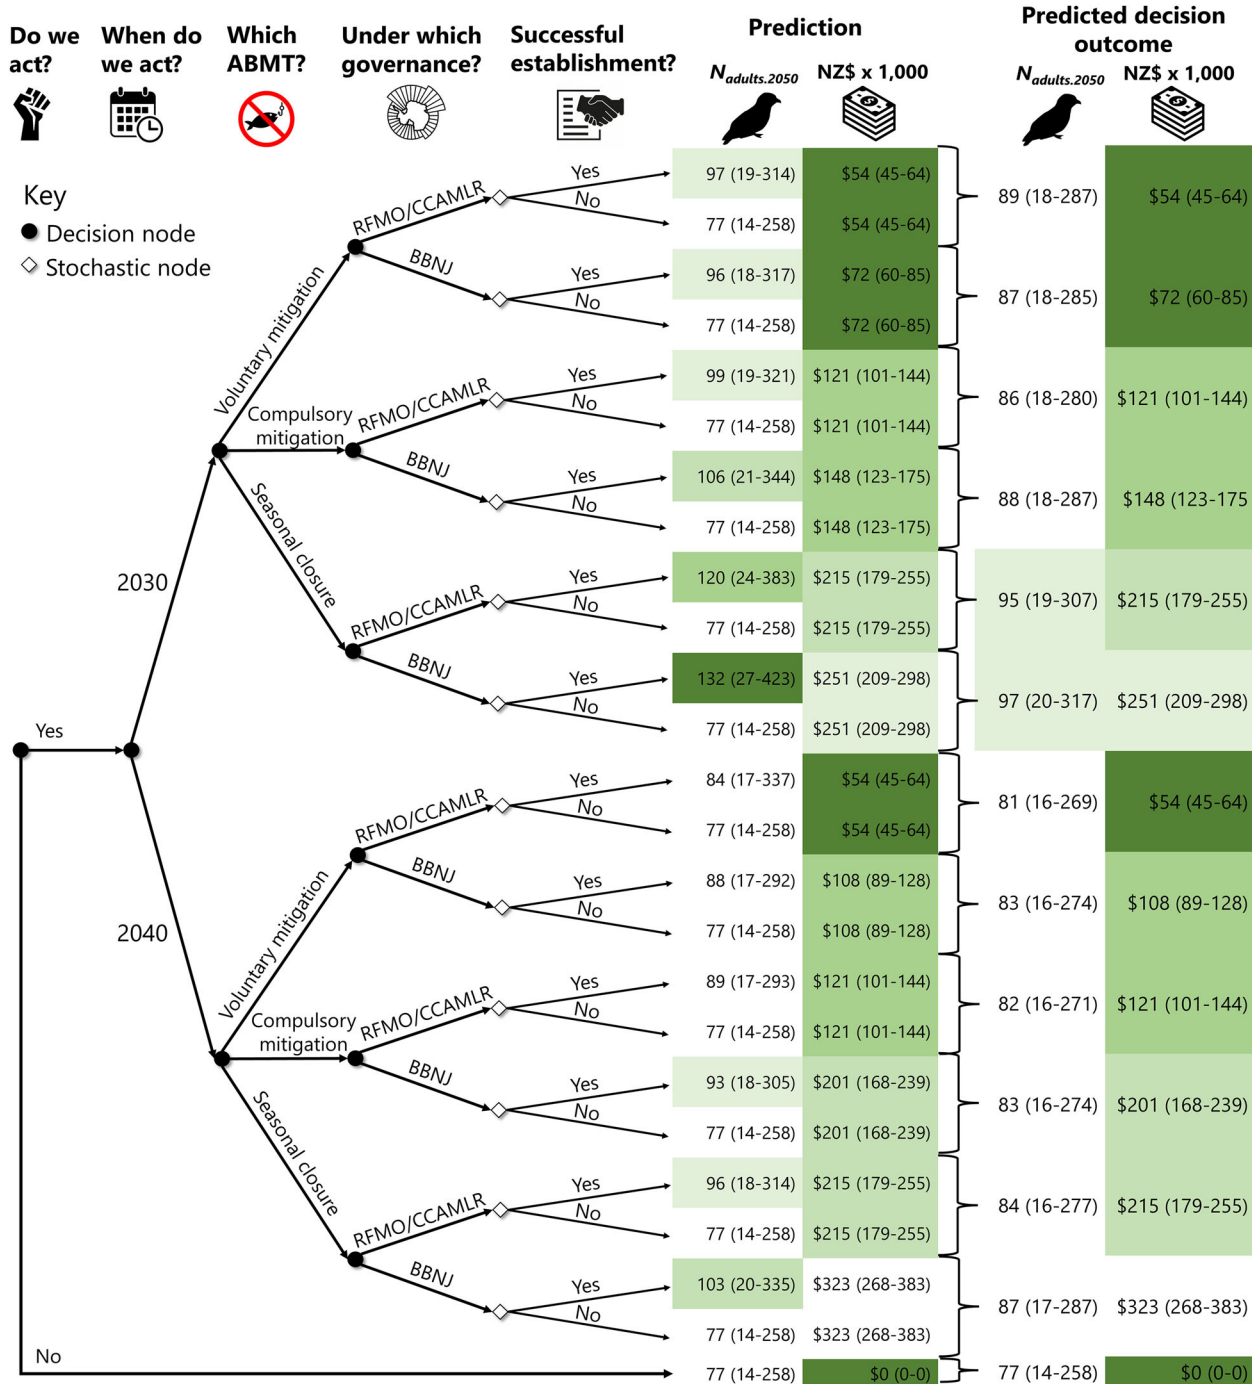 Do we act?
When do we act?
Which ABMT?
Under which governance?
Successful establishment?
Prediction
N adults.2050
NZ$ x 1,000
Predicted decision outcome
N adults.2050
NZ$ x 1,000
Key
Decision node
Stochastic node
Yes
No
2030
2040
Voluntary mitigation
Compulsory mitigation
Seasonal closure
Voluntary mitigation
Compulsory mitigation
Seasonal closure
RFMO/CCAMLR
Yes 97 (19-314) $54 (45-64)
No 77 (14-258) $54 (45-64)
89 (18-287) $54 (45-64)
BBNJ
Yes 96 (18-317) $72 (60-85)
No 77 (14-258) $72 (60-85)
87 (18-285) $72 (60-85)
RFMO/CCAMLR
Yes 99 (19-321) $121 (101-144)
No 77 (14-258) $121 (101-144)
86 (18-280) $121 (101-144)
BBNJ
Yes 106 (21-344) $148 (123-175)
No 77 (14-258) $148 (123-175)
88 (18-287) $148 (123-175
RFMO/CCAMLR
Yes 120 (24-383) $215 (179-255)
No 77 (14-258) $215 (179-255)
95 (19-307) $215 (179-255)
BBNJ
Yes 132 (27-423) $251 (209-298)
No 77 (14-258) $251 (209-298)
97 (20-317) $251 (209-298)
RFMO/CCAMLR
Yes 84 (17-337) $54 (45-64)
No 77 (14-258) $54 (45-64)
81 (16-269) $54 (45-64)
BBNJ
Yes 88 (17-292) $108 (89-128)
No 77 (14-258) $108 (89-128)
83 (16-274) $108 (89-128)
RFMO/CCAMLR
Yes 89 (17-293) $121 (101-144)
No 77 (14-258) $121 (101-144)
82 (16-271) $121 (101-144)
BBNJ
Yes 93 (18-305) $201 (168-239)
No 77 (14-258) $201 (168-239)
83 (16-274) $201 (168-239)
RFMO/CCAMLR
Yes 96 (18-314) $215 (179-255)
No 77 (14-258) $215 (179-255)
84 (16-277) $215 (179-255)
BBNJ
Yes 103 (20-335) $323 (268-383)
No 77 (14-258) $323 (268-383)
87 (17-287) $323 (268-383)
77 (14-258) $0 (0-0)
77 (14-258) $0 (0-0)